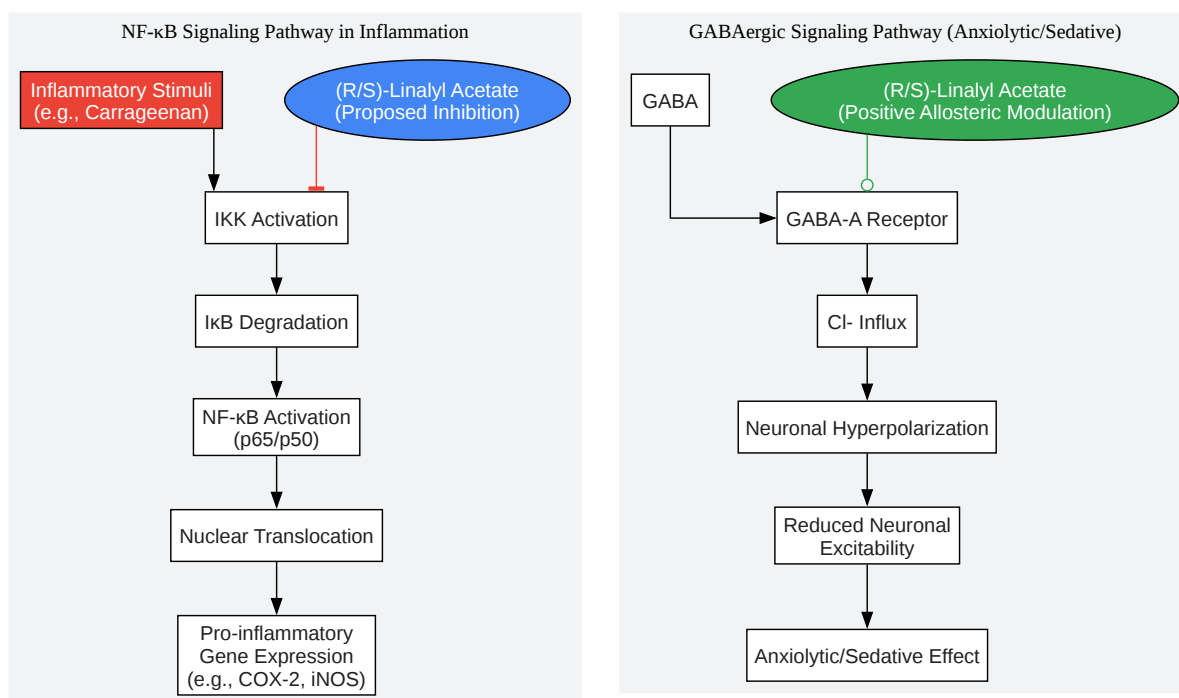 NF-κB Signaling Pathway in Inflammation
Inflammatory Stimuli
(e.g., Carrageenan)
(R/S)-Linalyl Acetate
(Proposed Inhibition)
IKK Activation
IκB Degradation
NF-κB Activation
(p65/p50)
Nuclear Translocation
Pro-inflammatory
Gene Expression
(e.g., COX-2, iNOS)
GABAergic Signaling Pathway (Anxiolytic/Sedative)
GABA
(R/S)-Linalyl Acetate
(Positive Allosteric Modulation)
GABA-A Receptor
Cl- Influx
Neuronal Hyperpolarization
Reduced Neuronal
Excitability
Anxiolytic/Sedative Effect